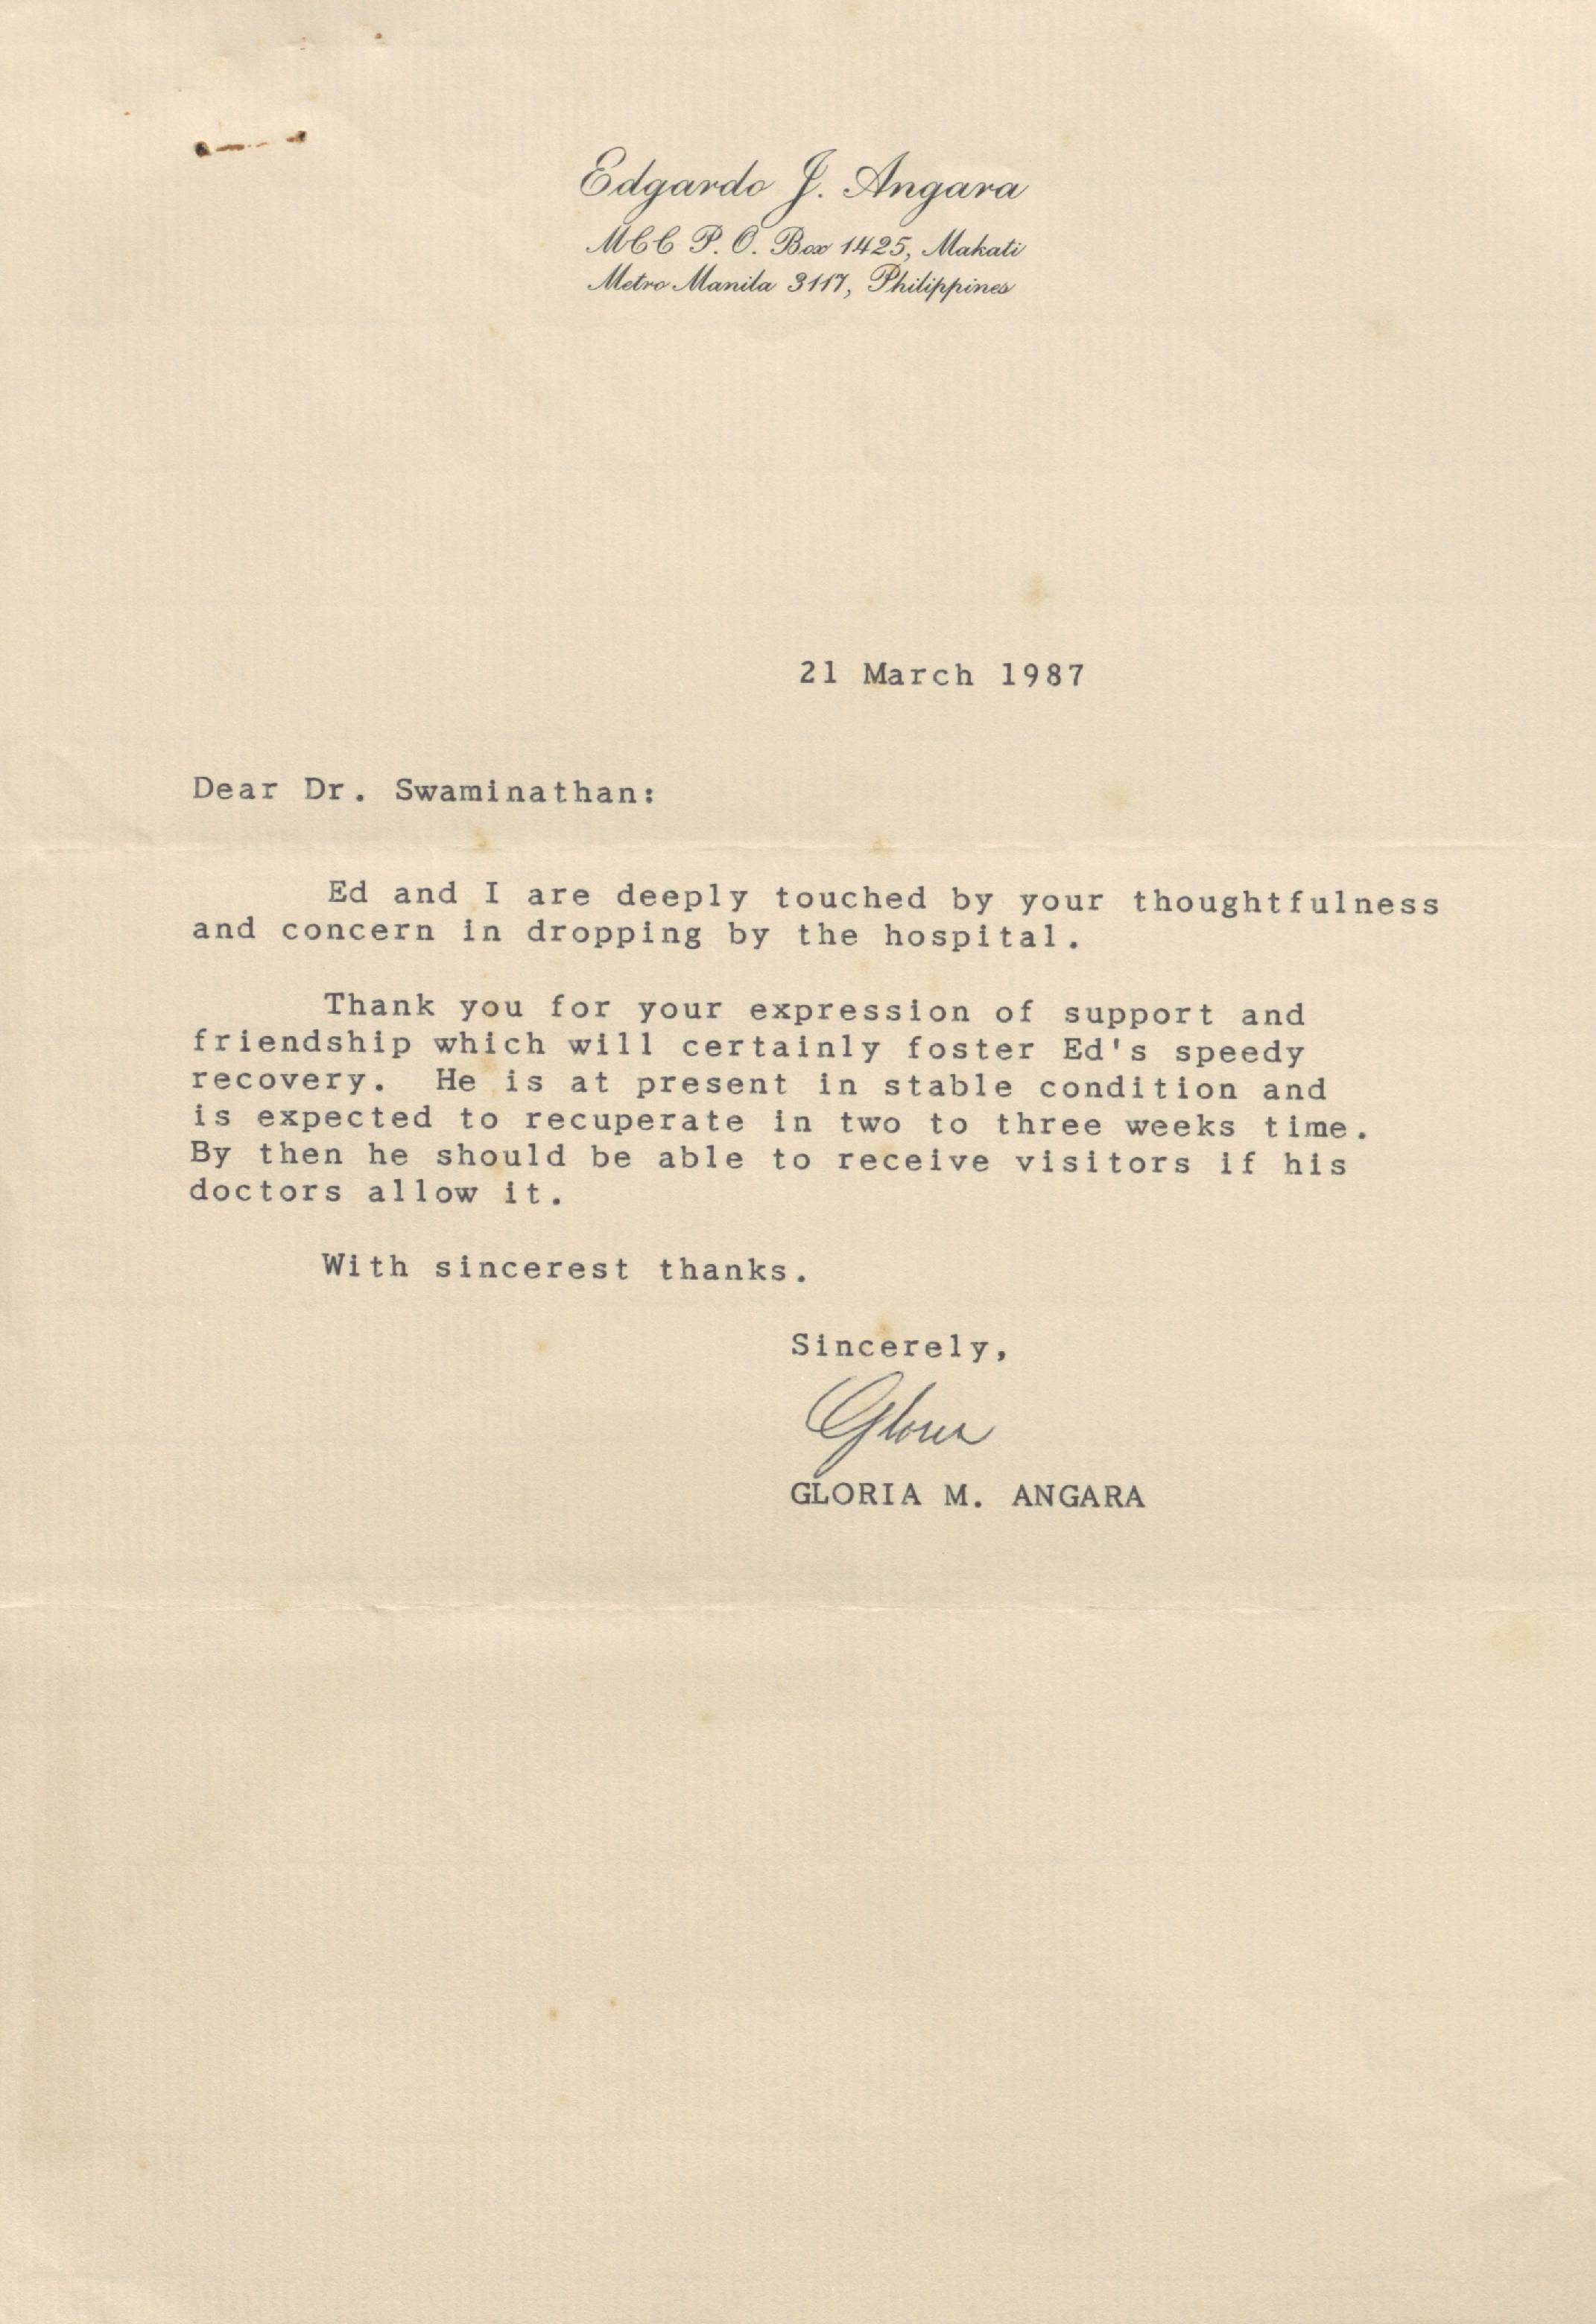 Edgardo J. Angara
MCC P. O. Box 1425, Makati
Metro Manila 3117, Philippines
21 March 1987
Dear Dr. Swaminathan:
Ed and I are deeply touched by your thoughtfulness
and concern in dropping by the hospital.
Thank you for your expression of support and
friendship which will certainly foster Ed's speedy
recovery. He is at present in stable condition and
is expected to recuperate in two to three weeks time.
By then he should be able to receive visitors if his
doctors allow it.
With sincerest thanks.
Sincerely,
Gloria
GLORIA M. ANGARA